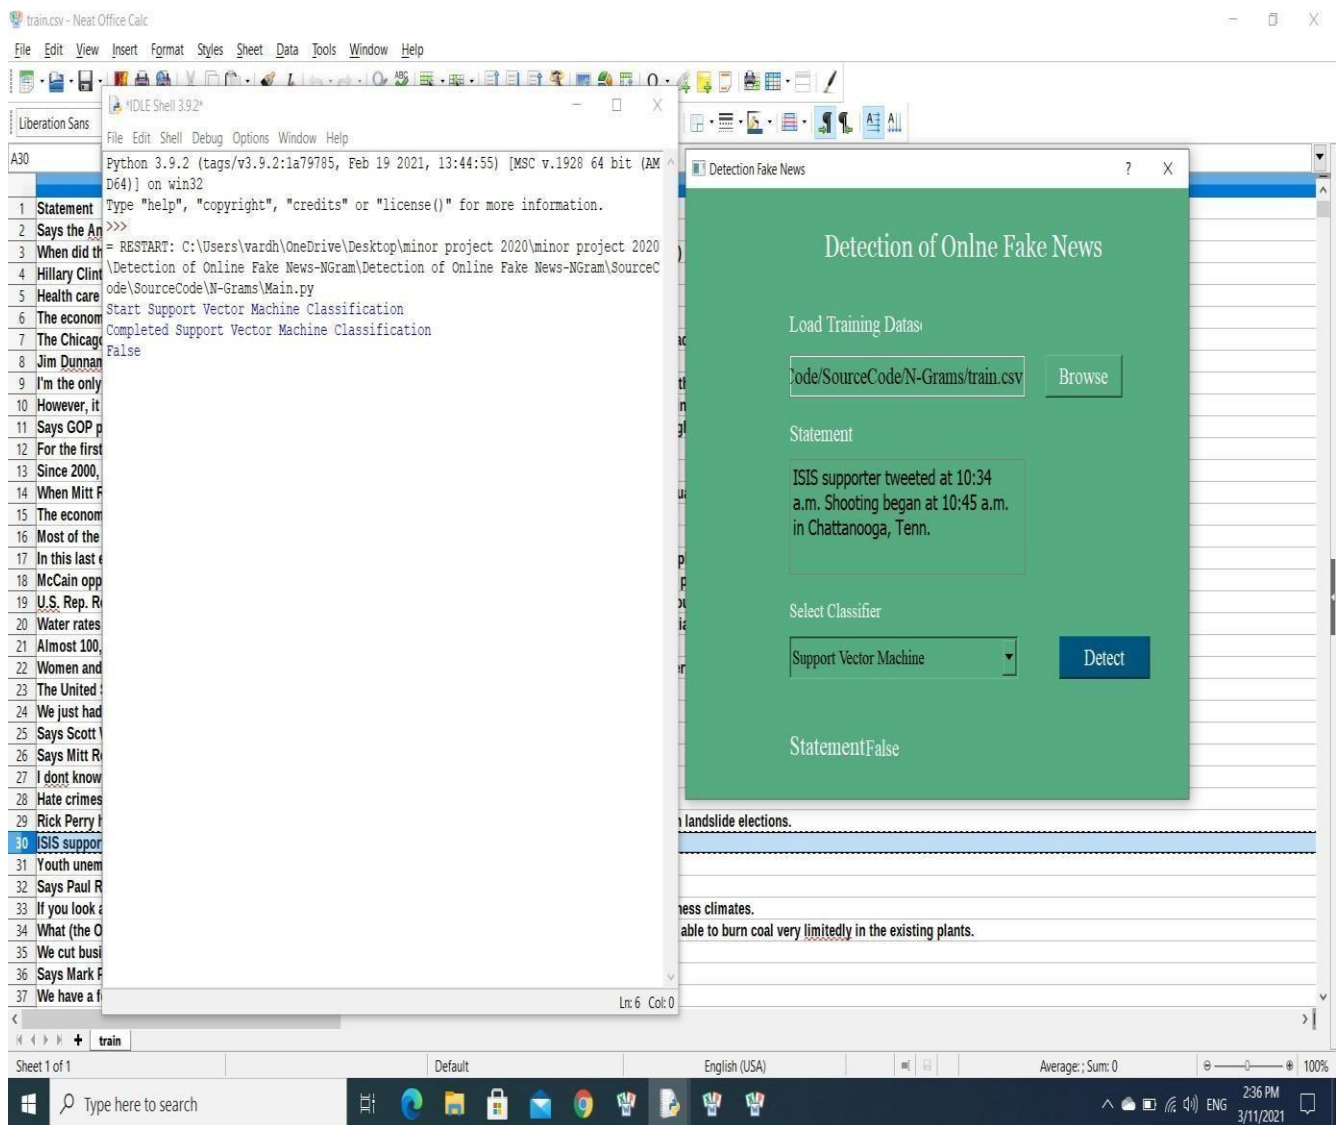 train.csv - Neat Office Calc
File Edit View Insert Format Styles Sheet Data Tools Window Help
Liberation Sans
A30
*IDLE Shell 3.9.2*
File Edit Shell Debug Options Window Help
Python 3.9.2 (tags/v3.9.2:1a79785, Feb 19 2021, 13:44:55) [MSC v.1928 64 bit (AM
D64)] on win32
Type "help", "copyright", "credits" or "license()" for more information.
>>>
= RESTART: C:\Users\vardh\OneDrive\Desktop\minor project 2020\minor project 2020
\Detection of Online Fake News-NGram\Detection of Online Fake News-NGram\SourceC
ode\SourceCode\N-Grams\Main.py
Start Support Vector Machine Classification
Completed Support Vector Machine Classification
False
Ln: 6 Col: 0
Detection Fake News
? X
Detection of Onlne Fake News
Load Training Datas
Code/SourceCode/N-Grams/train.csv
Browse
Statement
ISIS supporter tweeted at 10:34
a.m. Shooting began at 10:45 a.m.
in Chattanooga, Tenn.
Select Classifier
Support Vector Machine
Detect
StatementFalse
1 Statement
2 Says the An
3 When did th
4 Hillary Clint
5 Health care
6 The econom
7 The Chicago
8 Jim Dunnan
9 I'm the only
10 However, it
11 Says GOP p
12 For the first
13 Since 2000,
14 When Mitt R
15 The econom
16 Most of the
17 In this last e
18 McCain opp
19 U.S. Rep. R
20 Water rates
21 Almost 100,
22 Women and
23 The United
24 We just had
25 Says Scott
26 Says Mitt R
27 I dont know
28 Hate crimes
29 Rick Perry h
n landslide elections.
30 ISIS suppor
31 Youth unem
32 Says Paul R
33 If you look a
ness climates.
34 What (the O
able to burn coal very limitedly in the existing plants.
35 We cut busi
36 Says Mark P
37 We have a f
train
Sheet 1 of 1
Default
English (USA)
Average: ; Sum: 0
100%
Type here to search
ENG
2:36 PM
3/11/2021